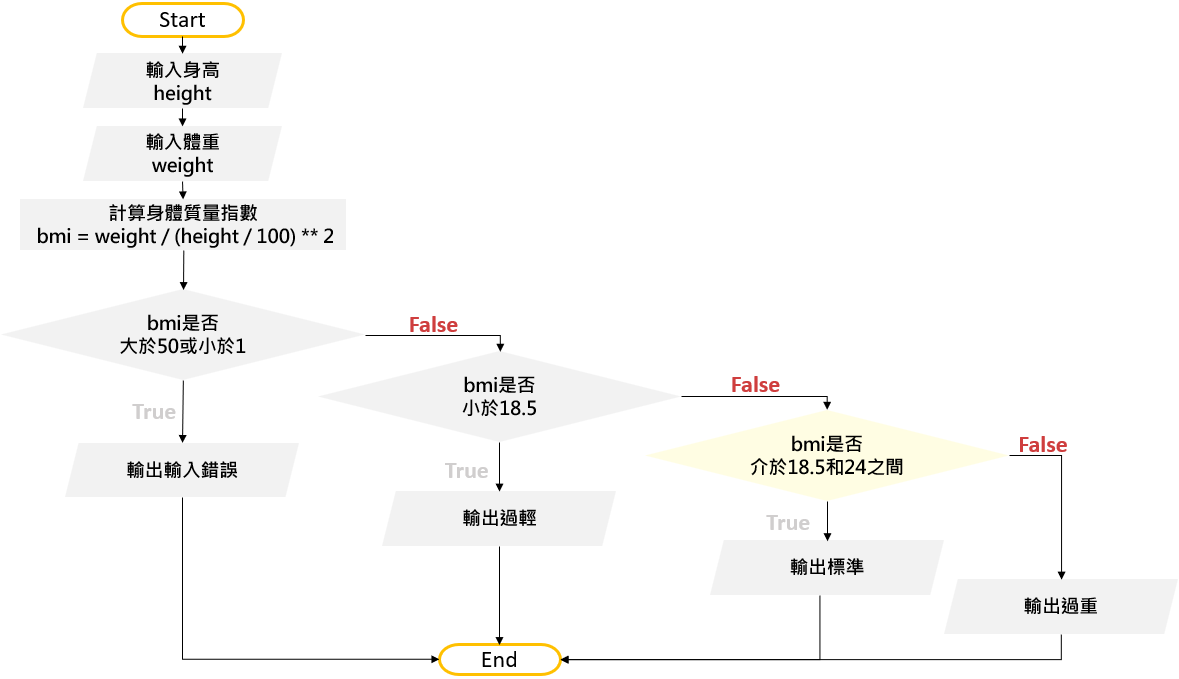 Start
輸入身高
height
輸入體重
weight
計算身體質量指數
bmi = weight / (height / 100) ** 2
bmi是否
大於50或小於1
False
True
輸出輸入錯誤
bmi是否
小於18.5
False
True
輸出過輕
bmi是否
介於18.5和24之間
False
True
輸出標準
輸出過重
End